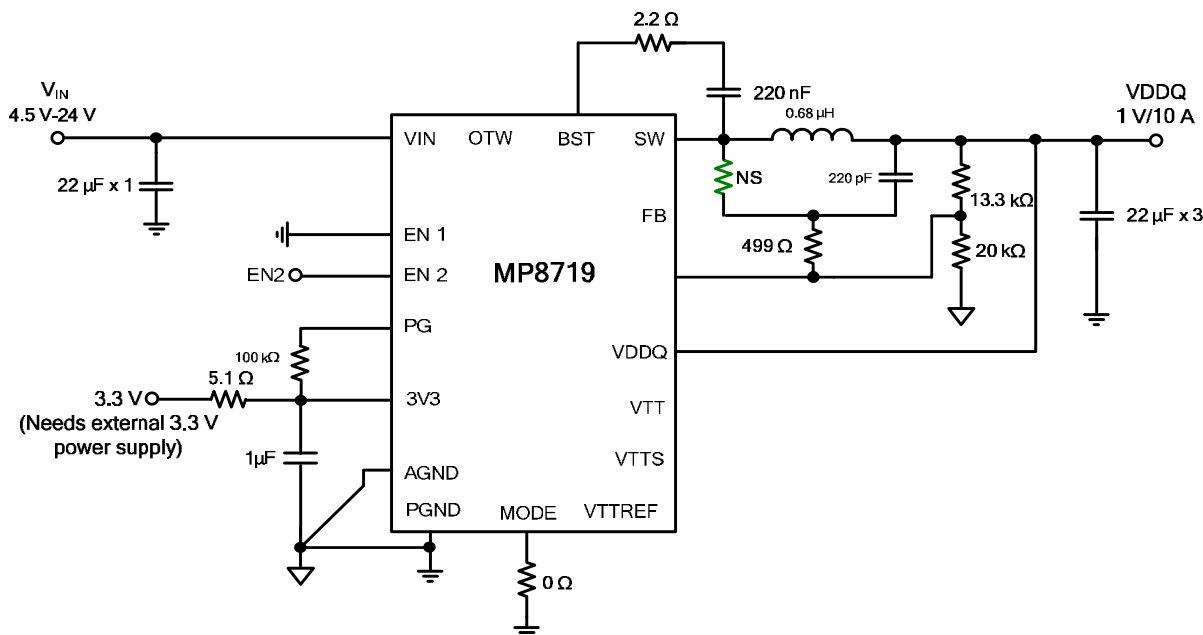 2.2 Ω
V_IN
4.5 V-24 V
220 nF
VDDQ
1 V/10 A
0.68 µH
VIN
OTW
BST
SW
22 µF x 1
NS
220 pF
13.3 kΩ
FB
22 µF x 3
EN 1
499 Ω
20 kΩ
EN2
EN 2
MP8719
PG
100 kΩ
VDDQ
5.1 Ω
3.3 V
3V3
VTT
(Needs external 3.3 V
power supply)
1µF
VTTS
AGND
PGND
MODE
VTTREF
0 Ω